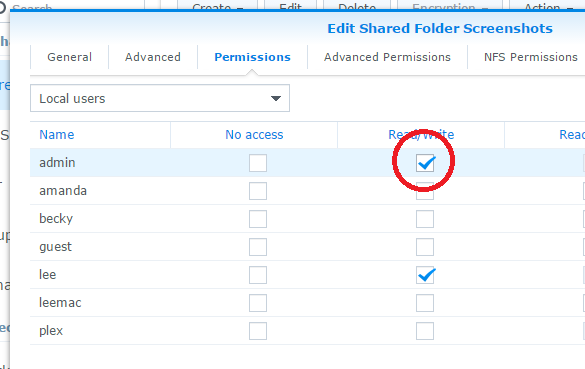 Search
Create
Edit
Delete
Encryption
Action
Edit Shared Folder Screenshots
General
Advanced
Permissions
Advanced Permissions
NFS Permissions
Local users
Name
No access
Read/Write
admin
amanda
becky
guest
lee
leemac
plex